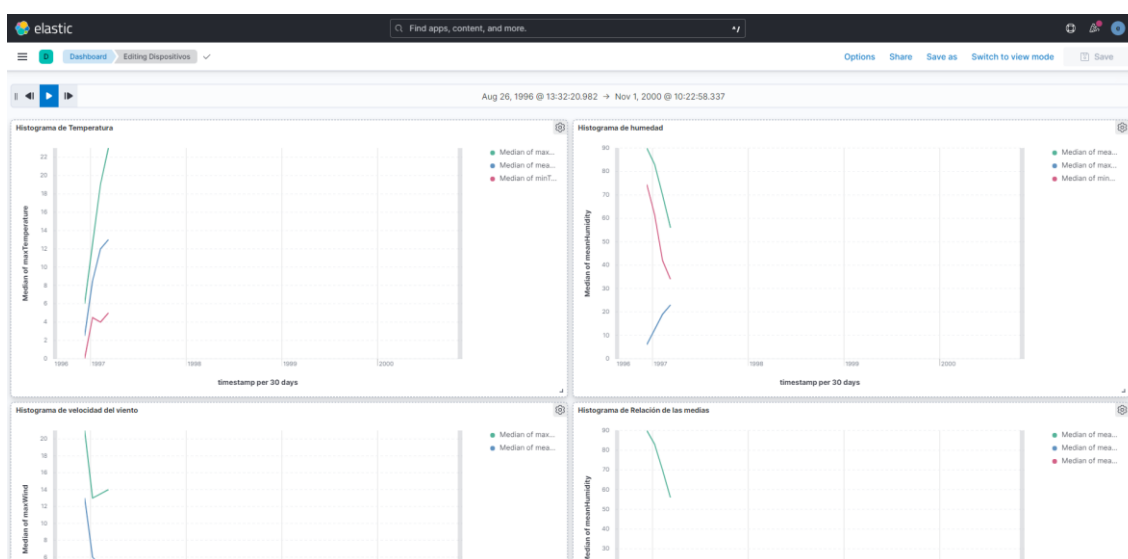 elastic
Find apps, content, and more.
D Dashboard Editing Dispositivos Options Share Save as Switch to view mode Save
Aug 26, 1996 @ 13:32:20.982 → Nov 1, 2000 @ 10:22:58.337
Histograma de Temperatura
Median of maxTemperature
22
20
18
16
14
12
10
8
6
4
2
0
1996 1997 1998 1999 2000
timestamp per 30 days
Median of max...
Median of mea...
Median of minT...
Histograma de humedad
Median of meanHumidity
90
80
70
60
50
40
30
20
10
0
1996 1997 1998 1999 2000
timestamp per 30 days
Median of mea...
Median of max...
Median of min...
Histograma de velocidad del viento
Median of maxWind
20
18
16
14
12
10
8
6
Median of max...
Median of mea...
Histograma de Relación de las medias
Median of meanHumidity
90
80
70
60
50
40
30
Median of mea...
Median of mea...
Median of mea...